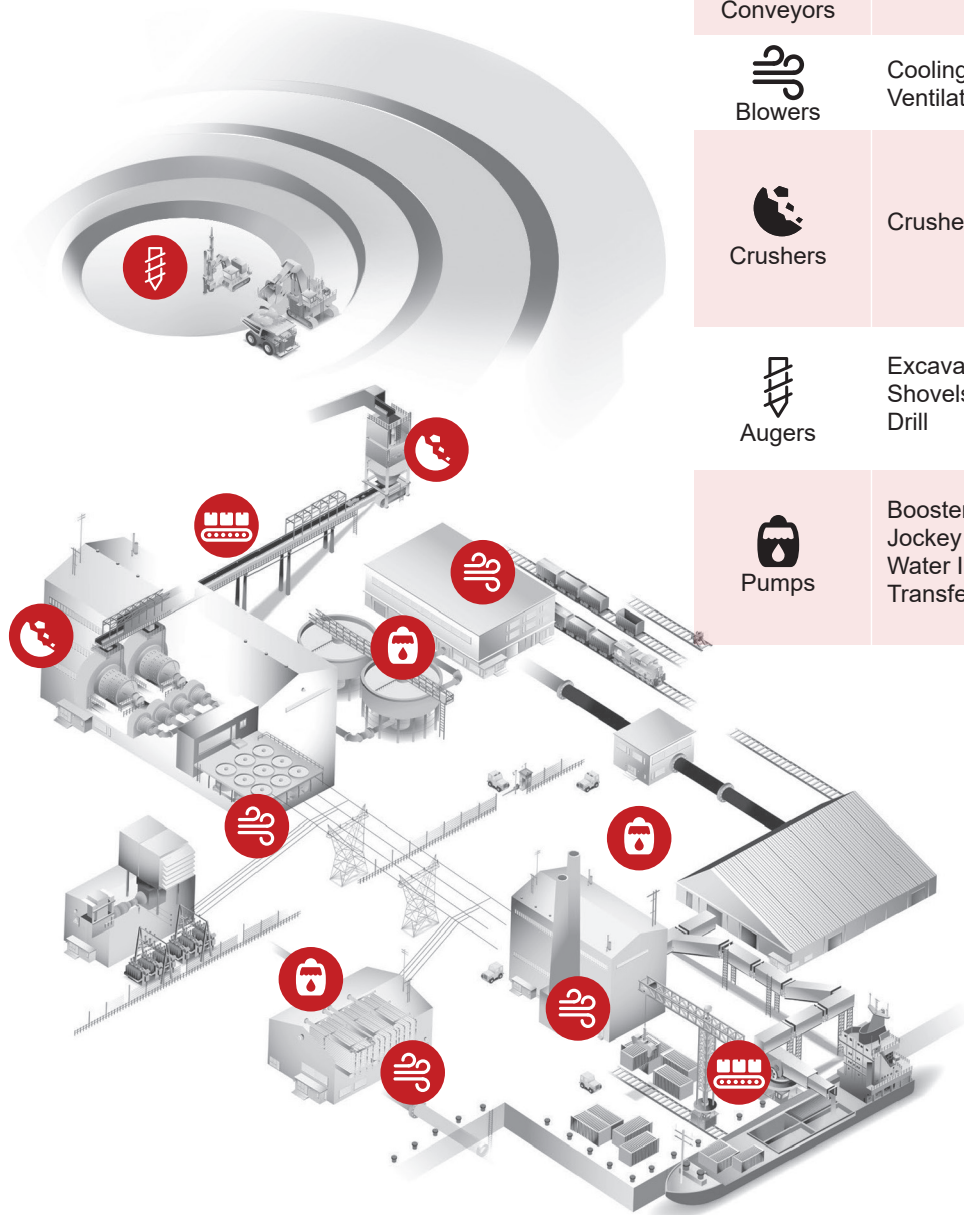 Conveyors
Blowers
Cooling
Ventilat
Crushers
Crushe
Augers
Excava
Shovels
Drill
Pumps
Booster
Jockey
Water I
Transfe